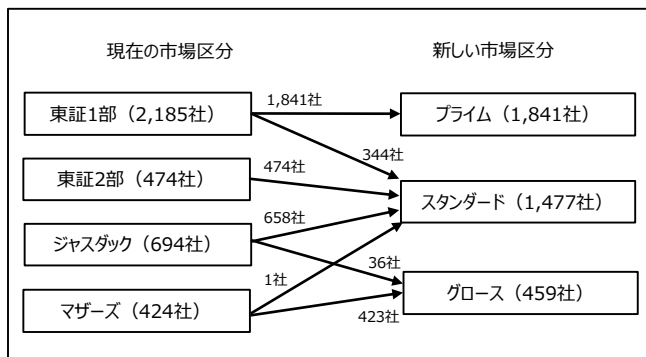 現在の市場区分
新しい市場区分
東証1部（2,185社）
1,841社
プライム（1,841社）
344社
東証2部（474社）
474社
スタンダード（1,477社）
ジャスダック（694社）
658社
36社
1社
グロース（459社）
マザーズ（424社）
423社